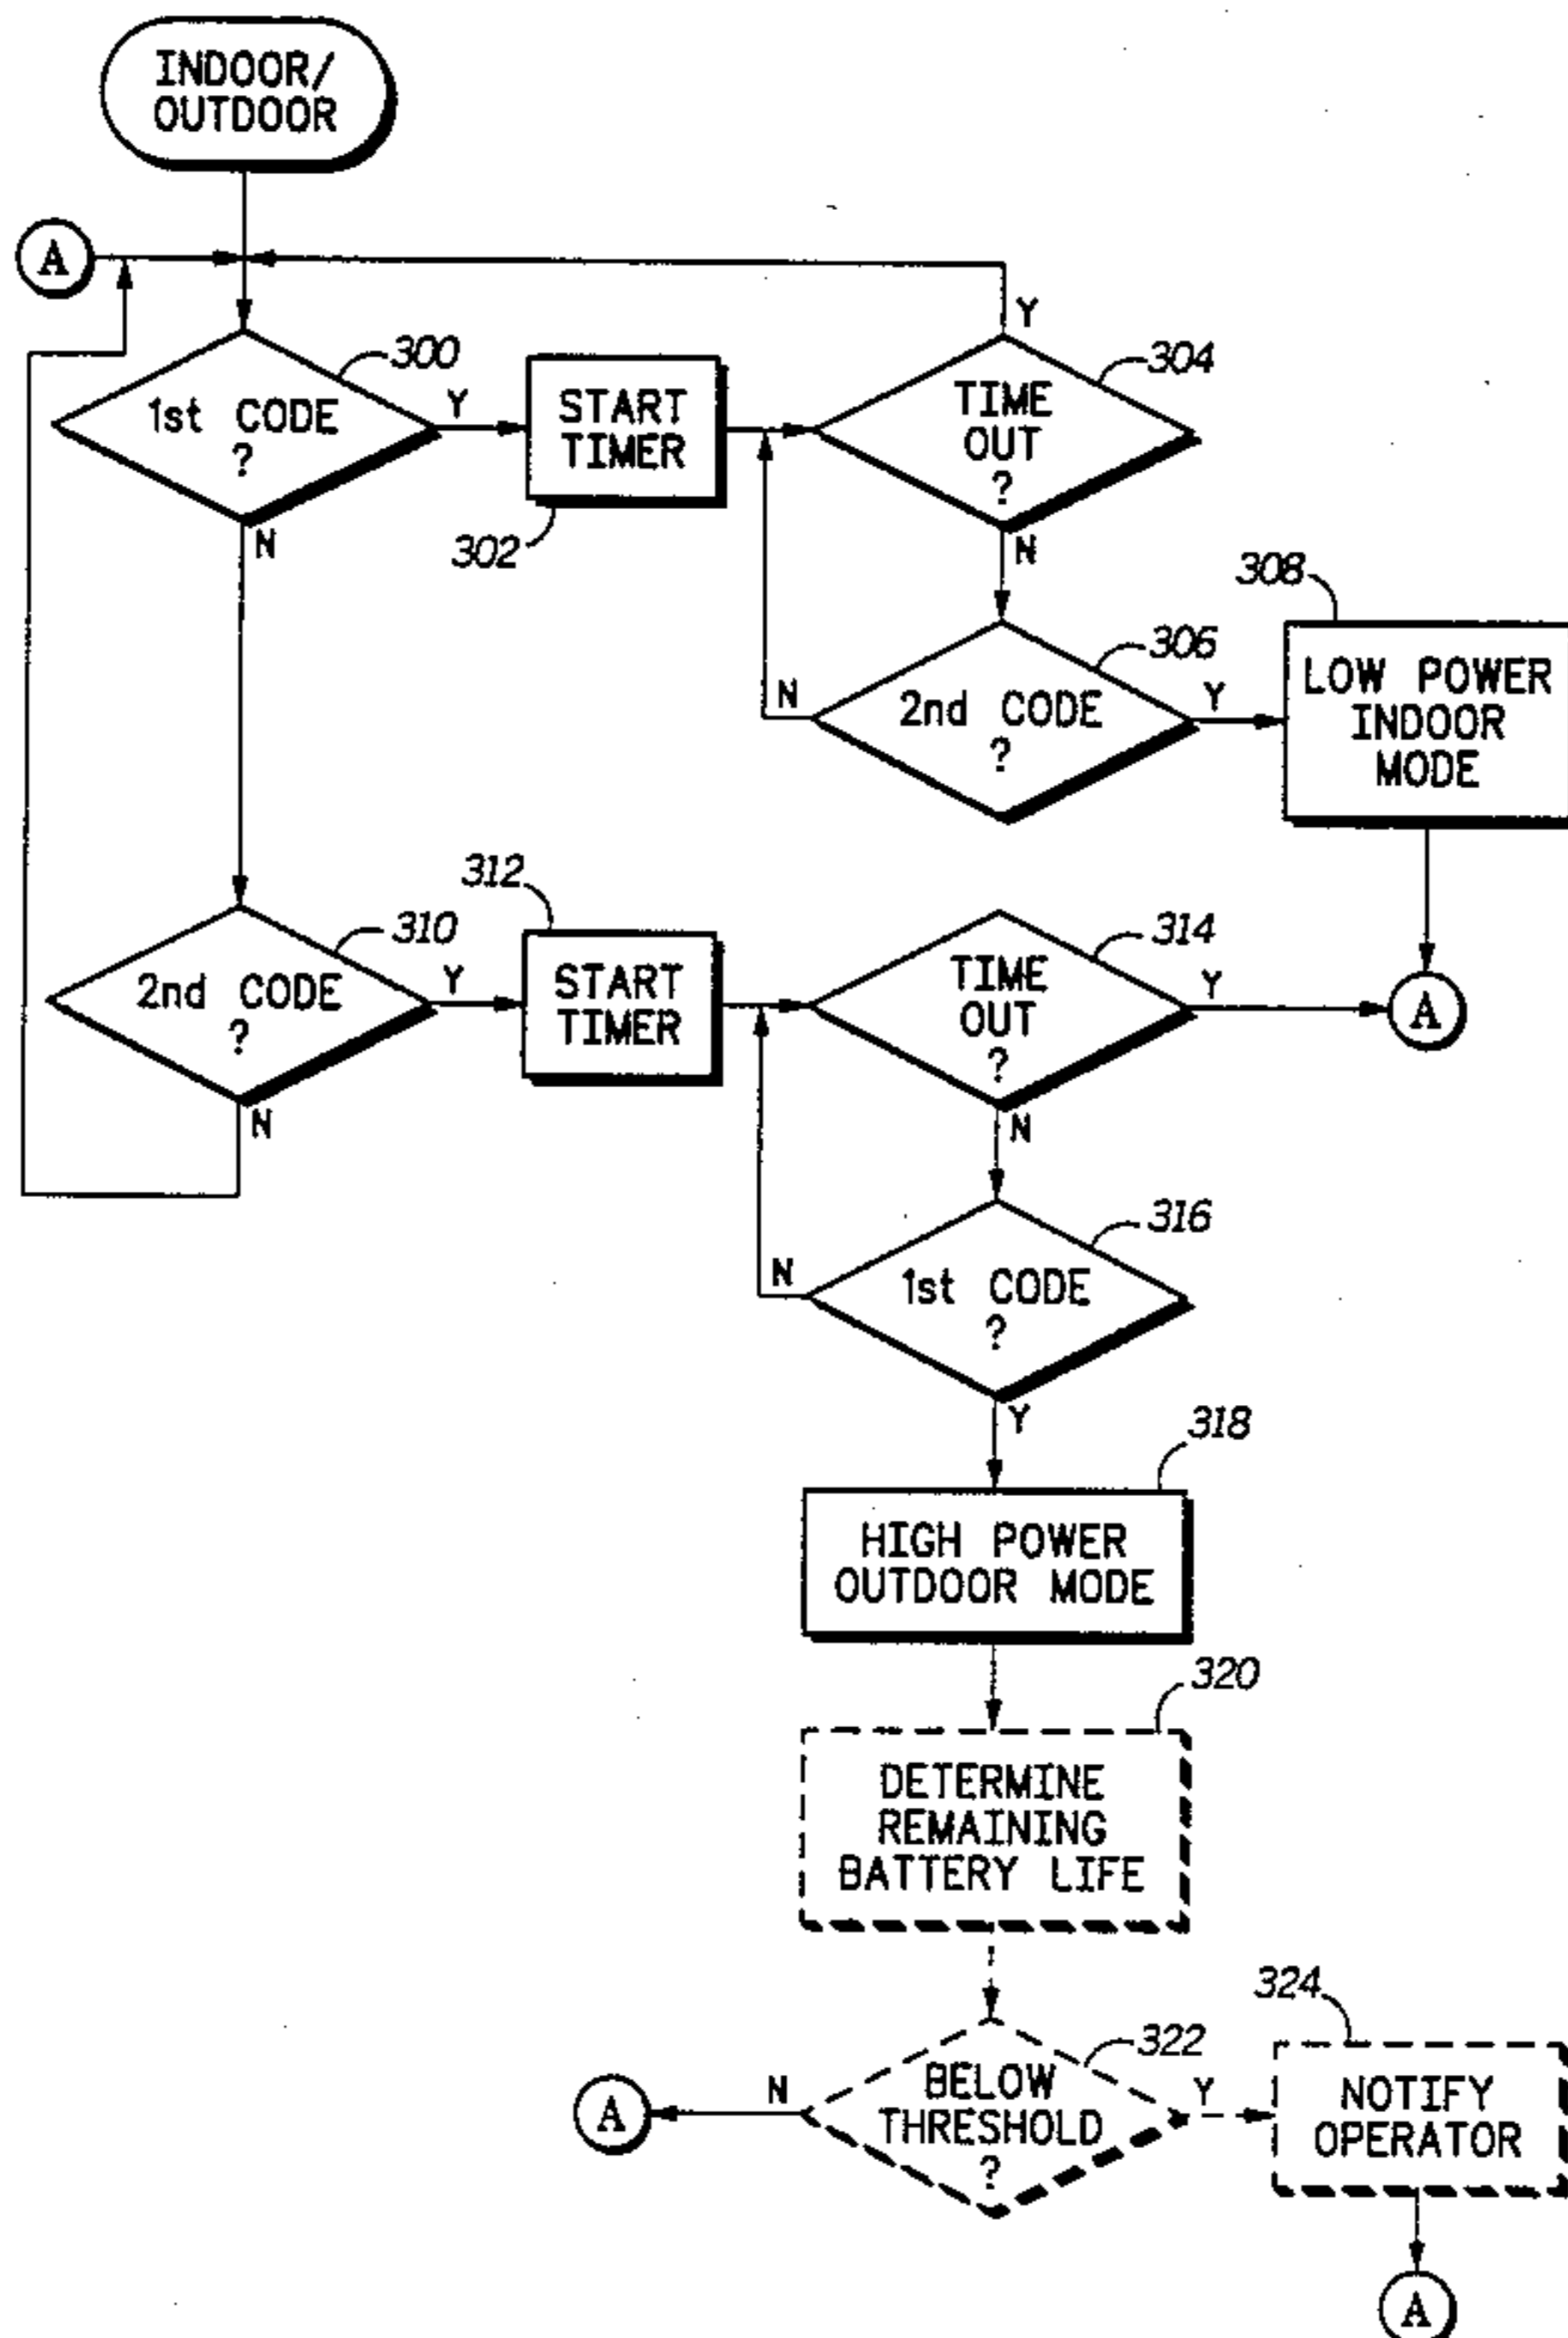 INDOOR/
OUTDOOR
A
300
1st CODE
?
Y
N
START
TIMER
302
Y
304
TIME
OUT
?
N
308
306
2nd CODE
?
N
Y
LOW POWER
INDOOR
MODE
310
2nd CODE
?
Y
N
312
START
TIMER
314
TIME
OUT
?
Y
N
A
316
1st CODE
?
N
Y
318
HIGH POWER
OUTDOOR MODE
320
DETERMINE
REMAINING
BATTERY LIFE
322
BELOW
THRESHOLD
?
N
A
Y
324
NOTIFY
OPERATOR
A